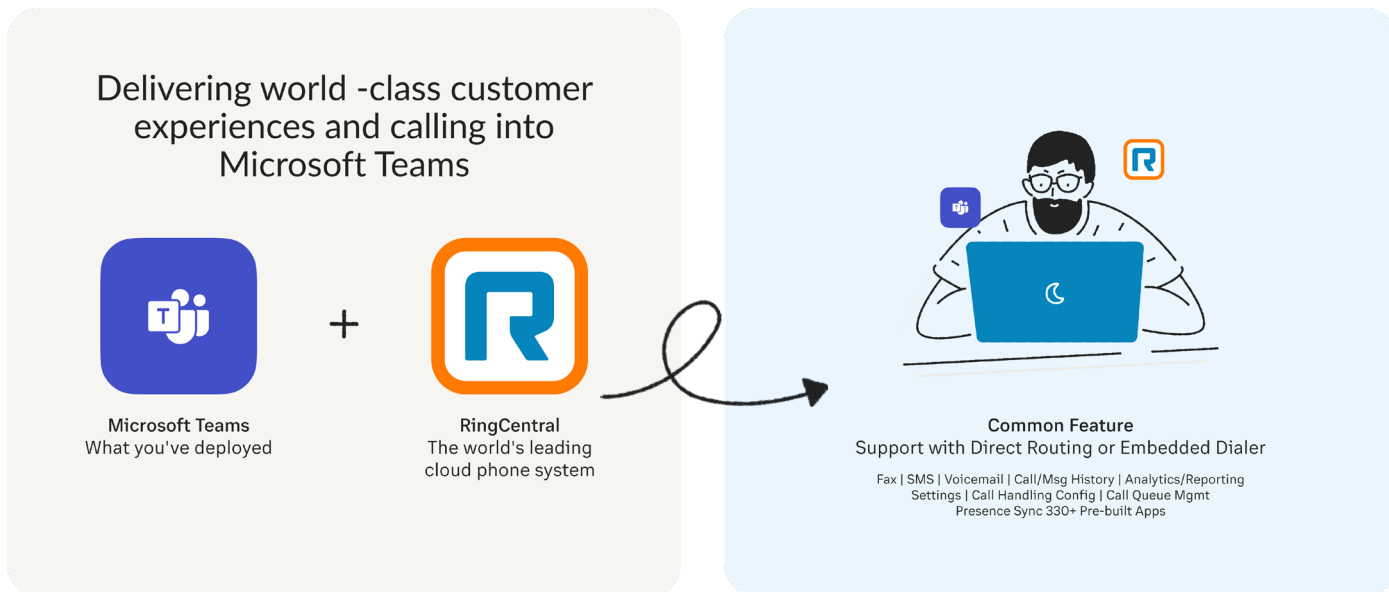 Delivering world -class customer
experiences and calling into
Microsoft Teams
T
R
Microsoft Teams
What you've deployed
RingCentral
The world's leading
cloud phone system
T
R
Common Feature
Support with Direct Routing or Embedded Dialer
Fax | SMS | Voicemail | Call/Msg History | Analytics/Reporting
Settings | Call Handling Config | Call Queue Mgmt
Presence Sync 330+ Pre-built Apps